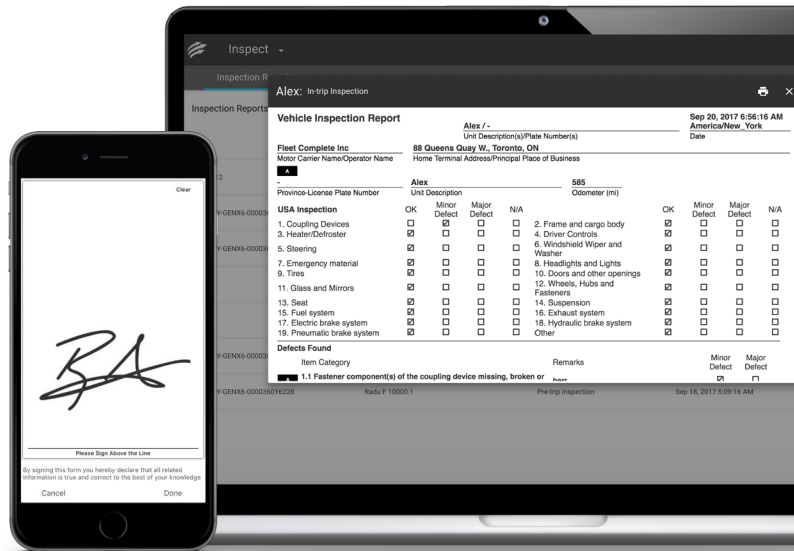 Inspect
Inspection R
Inspection Reports
12
Y-GENX6-00003
Y-GENX6-00003
Y-GENX6-00003
Y-GENX6-000036016228 Radu F 10000.1 Pre-trip Inspection Sep 18, 2017 5:09:16 AM
Alex: In-trip Inspection
Vehicle Inspection Report
Alex / -
Unit Description(s)/Plate Number(s)
Sep 20, 2017 6:56:16 AM
America/New_York
Date
Fleet Complete Inc 88 Queens Quay W., Toronto, ON
Motor Carrier Name/Operator Name Home Terminal Address/Principal Place of Business
A
- Alex 585
Province-License Plate Number Unit Description Odometer (mi)
USA Inspection OK Minor Defect Major Defect N/A OK Minor Defect Major Defect N/A
1. Coupling Devices 2. Frame and cargo body
3. Heater/Defroster 4. Driver Controls
5. Steering 6. Windshield Wiper and
Washer
7. Emergency material 8. Headlights and Lights
9. Tires 10. Doors and other openings
11. Glass and Mirrors 12. Wheels, Hubs and
Fasteners
13. Seat 14. Suspension
15. Fuel system 16. Exhaust system
17. Electric brake system 18. Hydraulic brake system
19. Pneumatic brake system Other
Defects Found
Item Category Remarks Minor Defect Major Defect
1.1 Fastener component(s) of the coupling device missing, broken or
Clear
Please Sign Above the Line
By signing this form you hereby declare that all related
information is true and correct to the best of your knowledge
Cancel Done